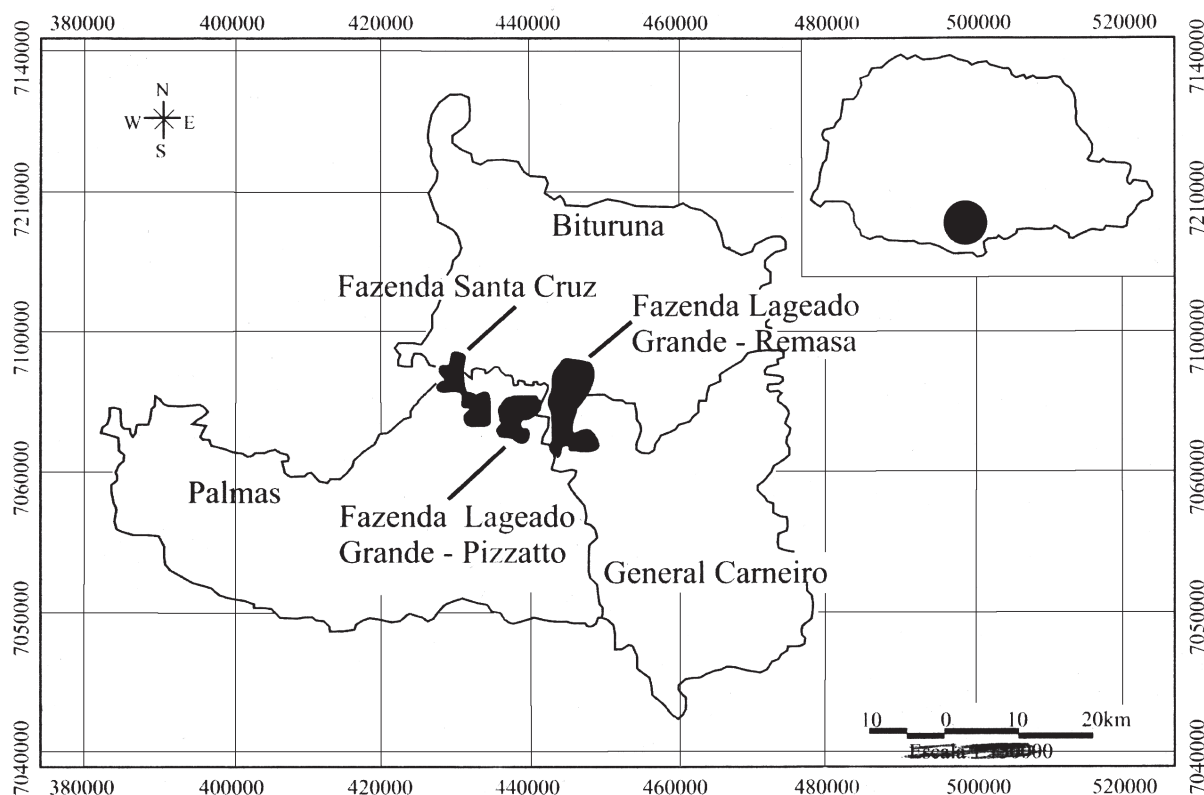 380000 400000 420000 440000 460000 480000 500000 520000
7140000 7140000
N
W E
S
7210000 7210000
Bituruna
Fazenda Santa Cruz
Fazenda Lageado
Grande - Remasa
7100000 7100000
7060000 7060000
Palmas
Fazenda Lageado
Grande - Pizzatto
General Carneiro
7050000 7050000
10 0 10 20km
Escala
7040000 7040000
380000 400000 420000 440000 460000 480000 500000 520000